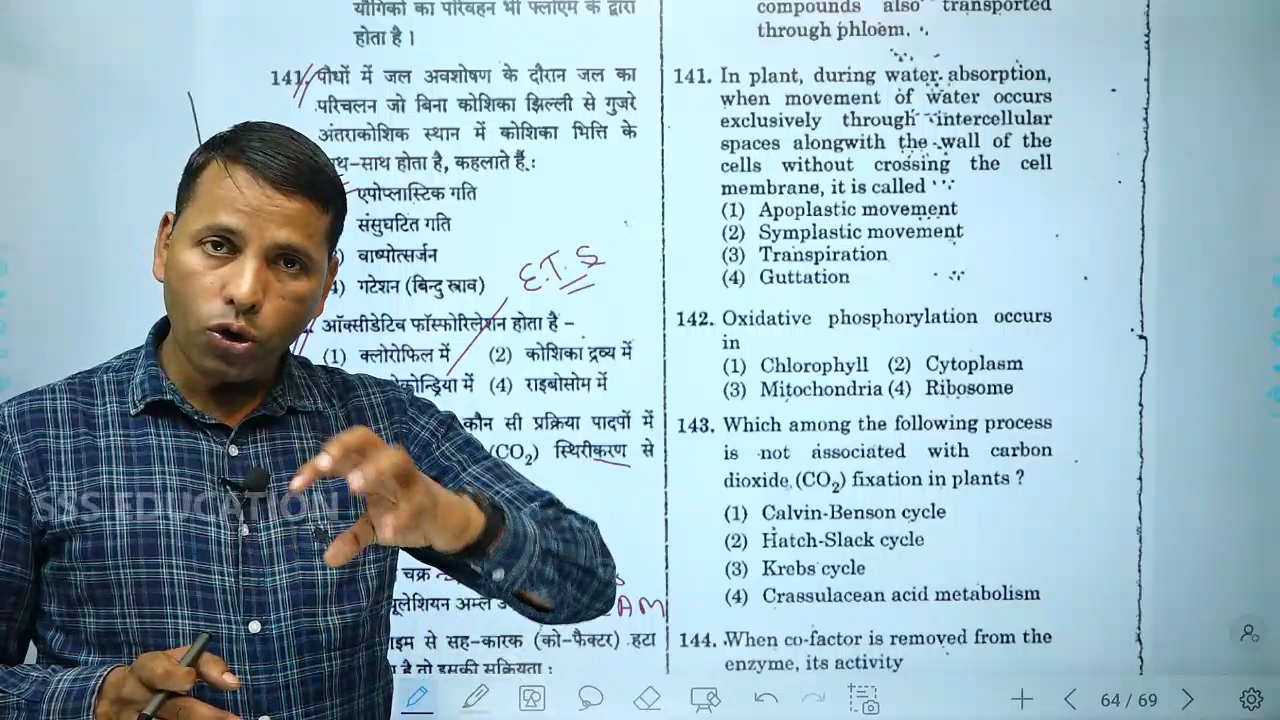 यौगिकों का परिवहन भी फ्लोएम के द्वारा
होता है ।
141. पौधों में जल अवशोषण के दौरान जल का
परिचलन जो बिना कोशिका झिल्ली से गुजरे
अंतराकोशिक स्थान में कोशिका भित्ति के
साथ-साथ होता है, कहलाते हैं :
एपोप्लास्टिक गति
संसुघटित गति
वाष्पोत्सर्जन
गटेशन (बिन्दु स्त्राव)
E.T.S
ऑक्सीडेटिव फॉस्फोरिलेशन होता है –
(1) क्लोरोफिल में (2) कोशिका द्रव्य में
(4) राइबोसोम में
कौन सी प्रक्रिया पादपों में
(CO₂) स्थिरीकरण से
चक्र
AM
से सह-कारक (को-फैक्टर) हटा
है तो इसकी सक्रियता :
compounds also transported
through phloem.
141. In plant, during water absorption,
when movement of water occurs
exclusively through intercellular
spaces alongwith the wall of the
cells without crossing the cell
membrane, it is called
(1) Apoplastic movement
(2) Symplastic movement
(3) Transpiration
(4) Guttation
142. Oxidative phosphorylation occurs
in
(1) Chlorophyll (2) Cytoplasm
(3) Mitochondria (4) Ribosome
143. Which among the following process
is not associated with carbon
dioxide (CO₂) fixation in plants ?
(1) Calvin-Benson cycle
(2) Hatch-Slack cycle
(3) Krebs cycle
(4) Crassulacean acid metabolism
144. When co-factor is removed from the
enzyme, its activity
SSS EDUCATION
64 / 69